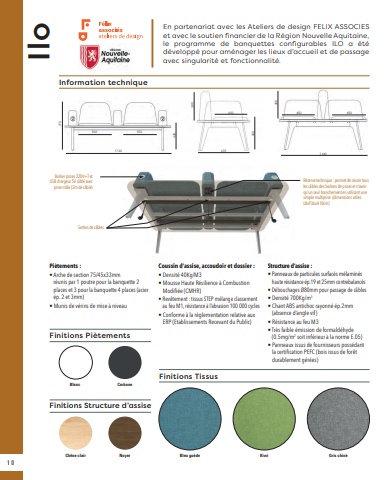 ILO
Félix
associés
ateliers de design
RÉGION
Nouvelle-
Aquitaine
En partenariat avec les Ateliers de design FELIX ASSOCIES
et avec le soutien financier de la Région Nouvelle Aquitaine,
le programme de banquettes configurables ILO a été
développé pour aménager les lieux d'accueil et de passage
avec singularité et fonctionnalité.
Information technique
Sorties de câbles
Piètements :
• Arche de section 75/45x33mm
réunis par 1 poutre pour la banquette 2
places et 3 pour la banquette 4 places (acier
ép. 2 et 3mm)
• Munis de vérins de mise à niveau
Coussin d'assise, accoudoir et dossier :
• Densité 40Kg/M3
• Mousse Haute Résilience à Combustion
Modifiée (CMHR)
• Revêtement : tissus STEP mélange classement
au feu M1, résistance à l'abrasion 100 000 cycles
• Conforme à la réglementation relative aux
ERP (Etablissements Recevant du Public)
Structure d'assise :
• Panneaux de particules surfacés mélaminés
haute résistance ép.19 et 25mm contrebalancés
• Débouchages Ø80mm pour passage de câbles
• Densité 700Kg/m³
• Chant ABS antichoc rayonné ép.2mm
(absence d'angle vif)
• Résistance au feu M3
• Très faible émission de formaldéhyde
(0.5mg/m³ soit inférieur à la norme E.05)
• Panneaux issus de fournisseurs possédant
la certification PEFC (bois issus de forêt
durablement gérées)
Finitions Piètements
Blanc
Carbone
Finitions Structure d'assise
Chêne clair
Noyer
Finitions Tissus
Bleu guède
Kiwi
Gris chiné
18